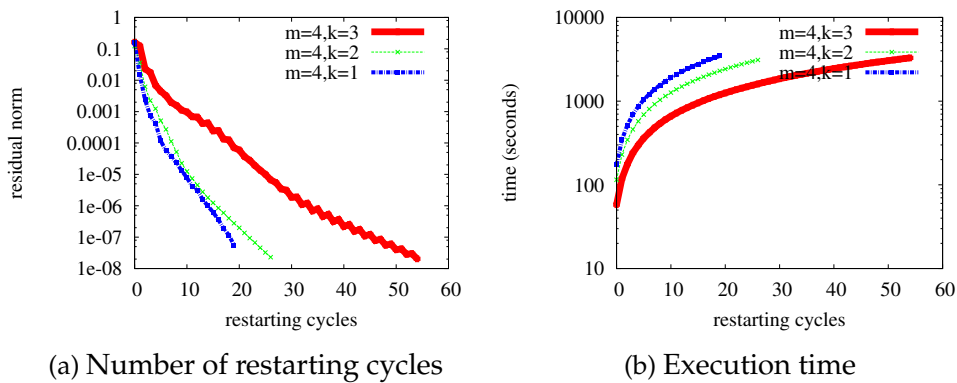 1
0.1
0.01
0.001
0.0001
1e-05
1e-06
1e-07
1e-08
residual norm
0 10 20 30 40 50 60
restarting cycles
m=4,k=3
m=4,k=2
m=4,k=1
(a) Number of restarting cycles
10000
1000
100
10
time (seconds)
0 10 20 30 40 50 60
restarting cycles
m=4,k=3
m=4,k=2
m=4,k=1
(b) Execution time